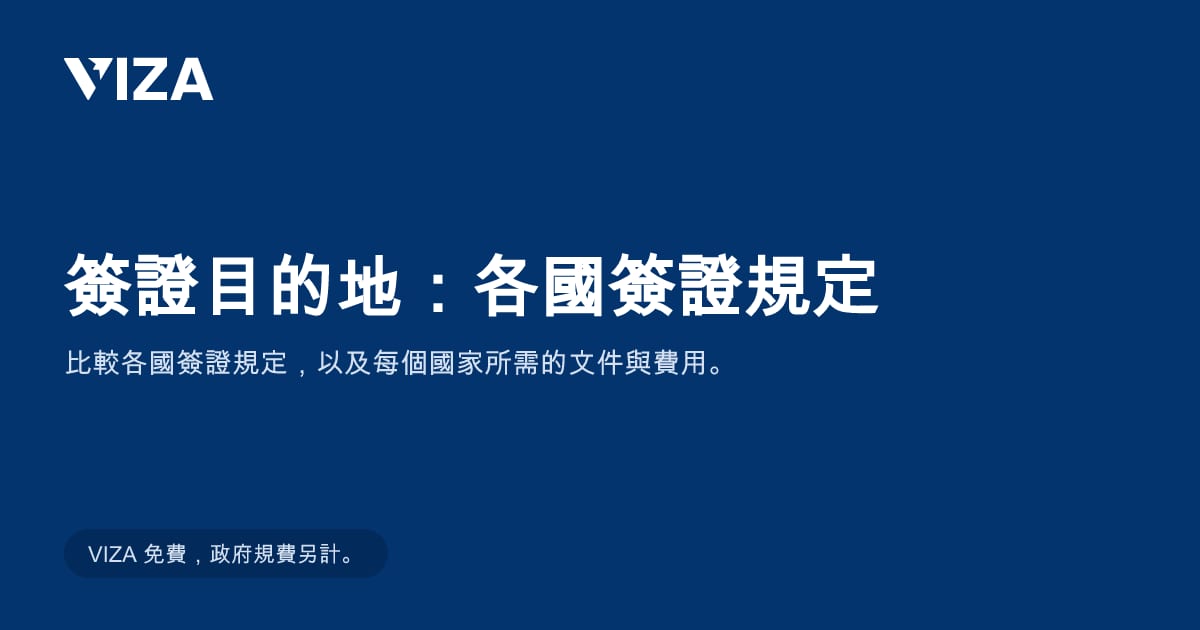 VIZA
簽證目的地：各國簽證規定
比較各國簽證規定，以及每個國家所需的文件與費用。
VIZA 免費，政府規費另計。